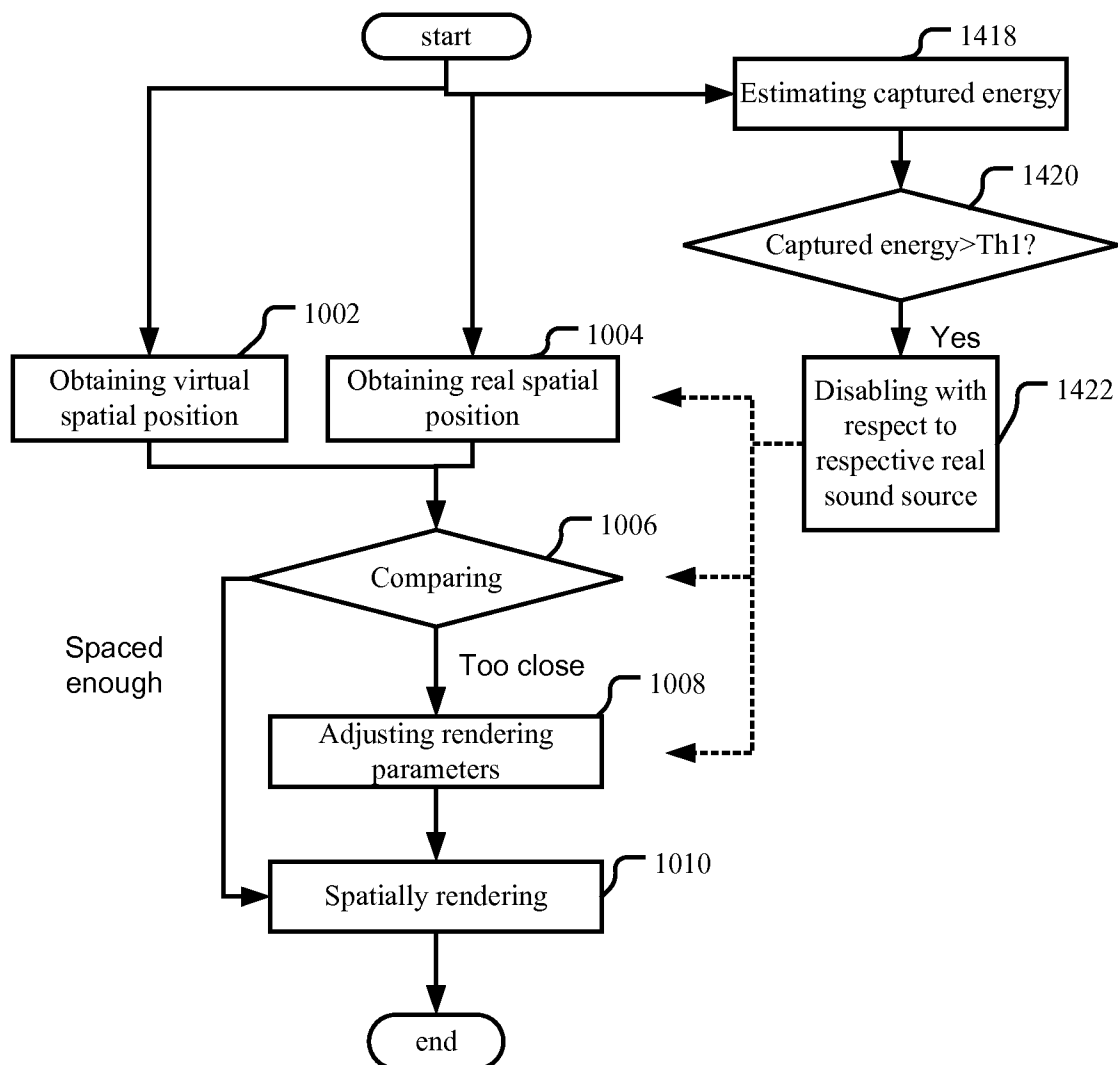 start
1418
Estimating captured energy
1420
Captured energy>Th1?
1002
1004
Yes
Obtaining virtual
spatial position
Obtaining real spatial
position
Disabling with
respect to
respective real
sound source
1422
1006
Comparing
Spaced
enough
Too close
1008
Adjusting rendering
parameters
1010
Spatially rendering
end